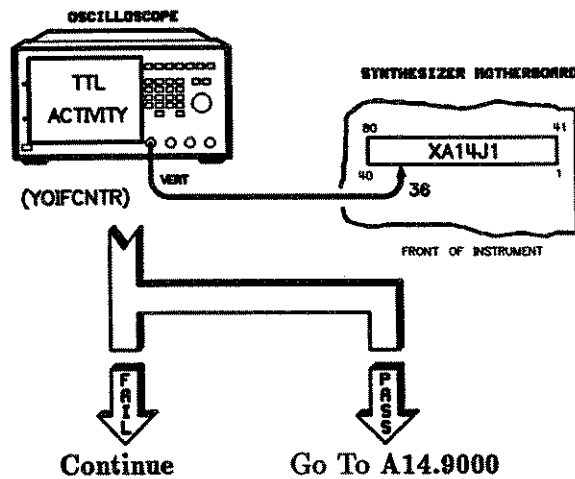 OSCILLOSCOPE
TTL
ACTIVITY
SYNTHESIZER MOTHERBOARD
80
41
XA14J1
40
1
VERT
36
(YOIFCNTR)
FRONT OF INSTRUMENT
FAIL
PASS
Continue
Go To A14.9000